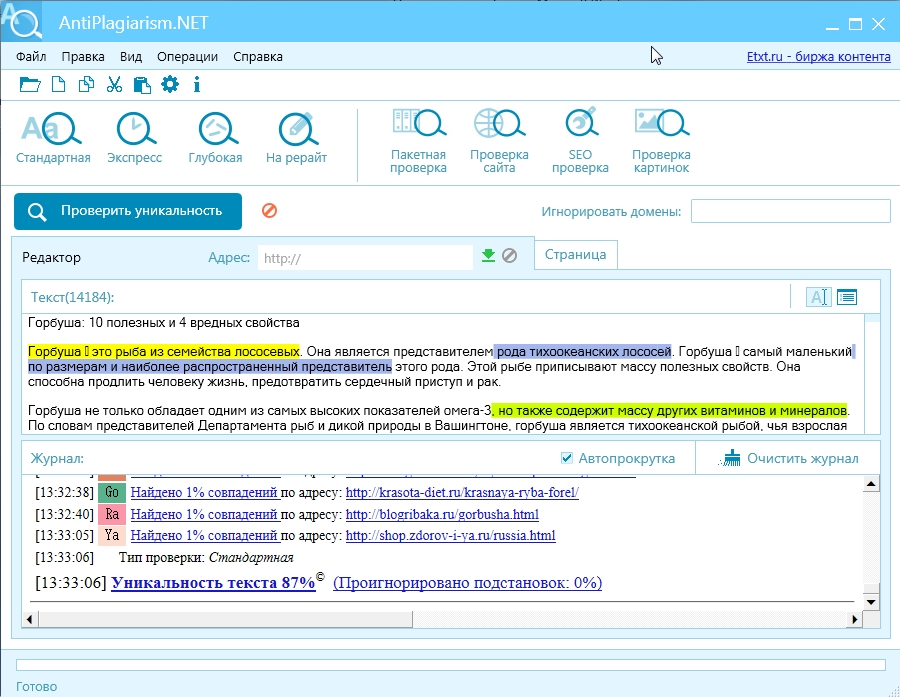 AntiPlagiarism.NET
Файл Правка Вид Операции Справка Etxt.ru - биржа контента
Стандартная Экспресс Глубокая На рерайт Пакетная проверка Проверка сайта SEO проверка Проверка картинок
Проверить уникальность Игнорировать домены:
Редактор Адрес: http:// Страница
Текст(14184):
Горбуша: 10 полезных и 4 вредных свойства
Горбуша это рыба из семейства лососевых. Она является представителем рода тихоокеанских лососей. Горбуша самый маленький
по размерам и наиболее распространенный представитель этого рода. Этой рыбе приписывают массу полезных свойств. Она
способна продлить человеку жизнь, предотвратить сердечный приступ и рак.
Горбуша не только обладает одним из самых высоких показателей омега-3, но также содержит массу других витаминов и минералов.
По словам представителей Департамента рыб и дикой природы в Вашингтоне, горбуша является тихоокеанской рыбой, чья взрослая
Журнал: Автопрокрутка Очистить журнал
[13:32:38] Go Найдено 1% совпадений по адресу: http://krasota-diet.ru/krasnaya-ryba-forel/
[13:32:40] Ra Найдено 1% совпадений по адресу: http://blogribaka.ru/gorbusha.html
[13:33:05] Ya Найдено 1% совпадений по адресу: http://shop.zdorov-i-ya.ru/russia.html
[13:33:06] Тип проверки: Стандартная
[13:33:06] Уникальность текста 87%© (Проигнорировано подстановок: 0%)
Готово